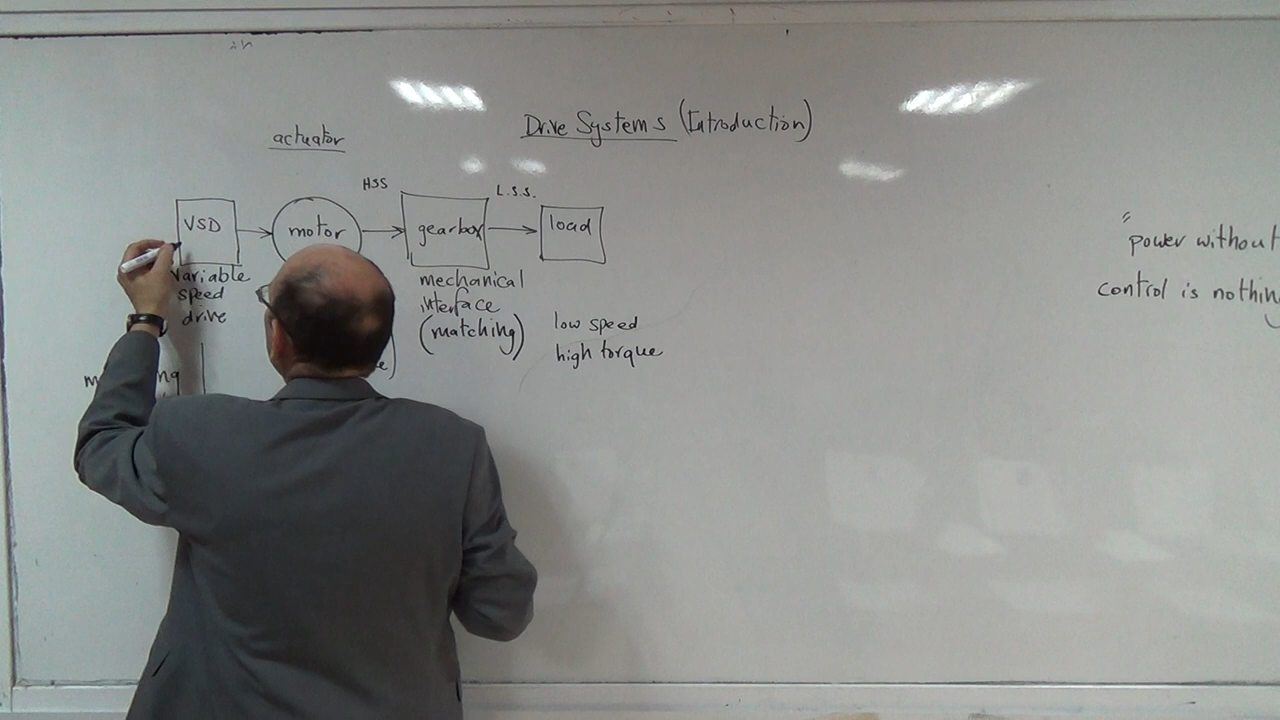 Drive Systems (Introduction)
actuator
HSS
L.S.S.
VSD
motor
gearbox
load
variable
speed
drive
mechanical
interface
(matching)
low speed
high torque
"power without
control is nothing